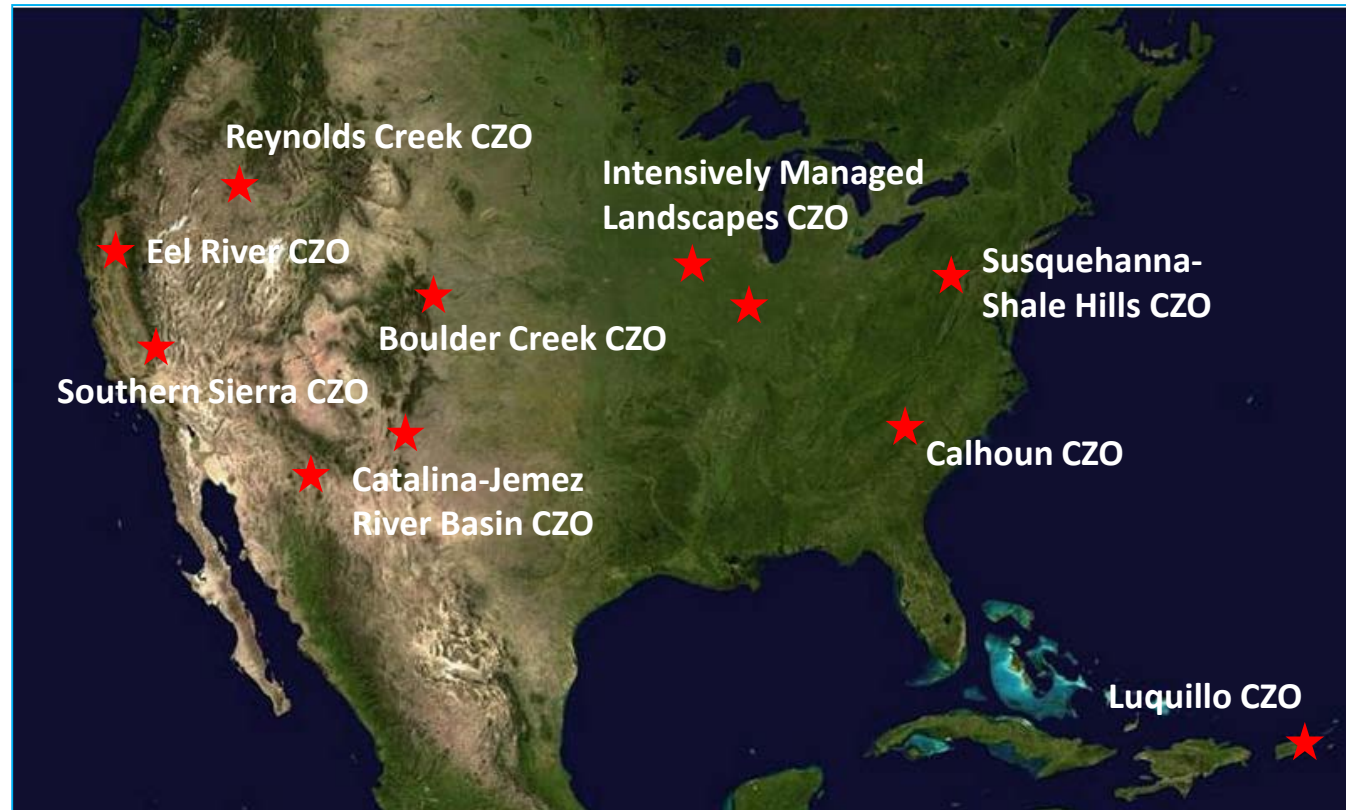 Reynolds Creek CZO
Intensively Managed
Landscapes CZO
Eel River CZO
Susquehanna-
Shale Hills CZO
Boulder Creek CZO
Southern Sierra CZO
Calhoun CZO
Catalina-Jemez
River Basin CZO
Luquillo CZO